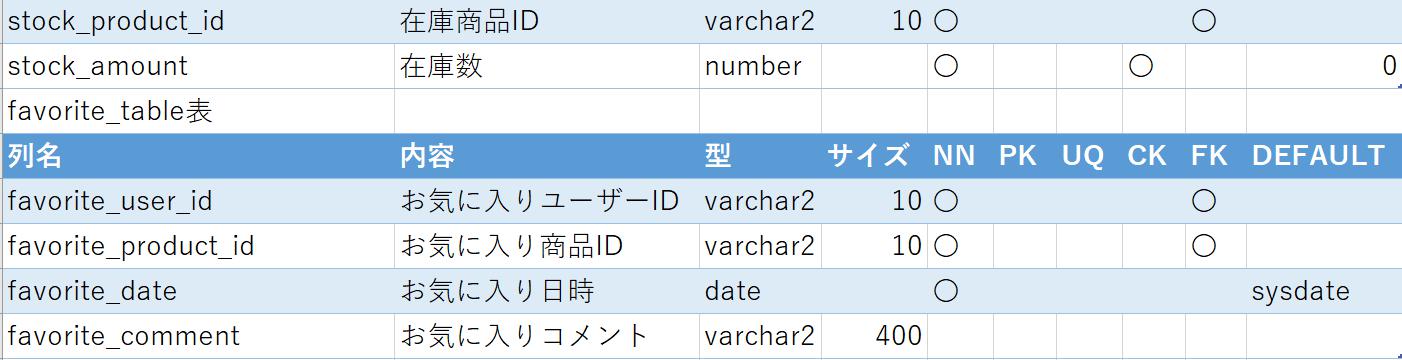 stock_product_id 在庫商品ID varchar2 10 〇 〇
stock_amount 在庫数 number 〇 〇 0
favorite_table表
列名 内容 型 サイズ NN PK UQ CK FK DEFAULT
favorite_user_id お気に入りユーザーID varchar2 10 〇 〇
favorite_product_id お気に入り商品ID varchar2 10 〇 〇
favorite_date お気に入り日時 date 〇 sysdate
favorite_comment お気に入りコメント varchar2 400